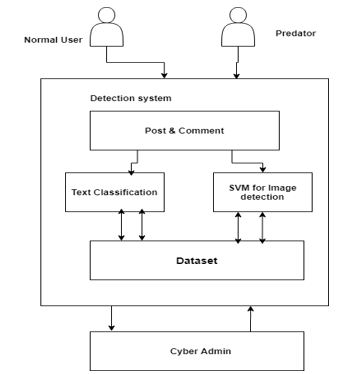 Normal User
Predator
Detection system
Post & Comment
Text Classification
SVM for Image
detection
Dataset
Cyber Admin